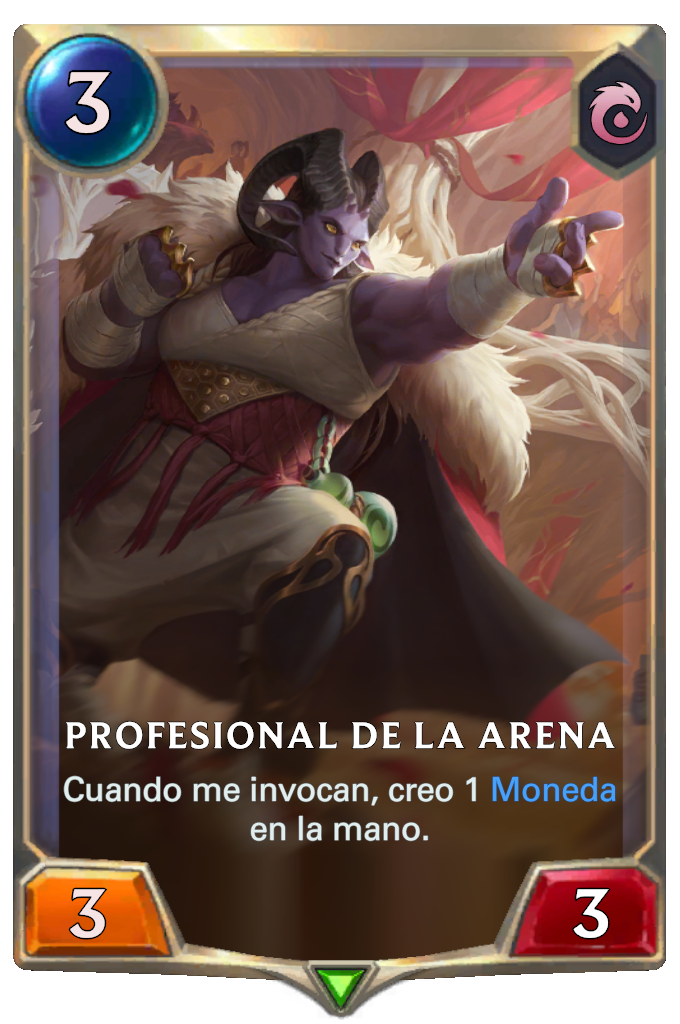 3
PROFESIONAL DE LA ARENA
Cuando me invocan, creo 1 Moneda
en la mano.
3
3